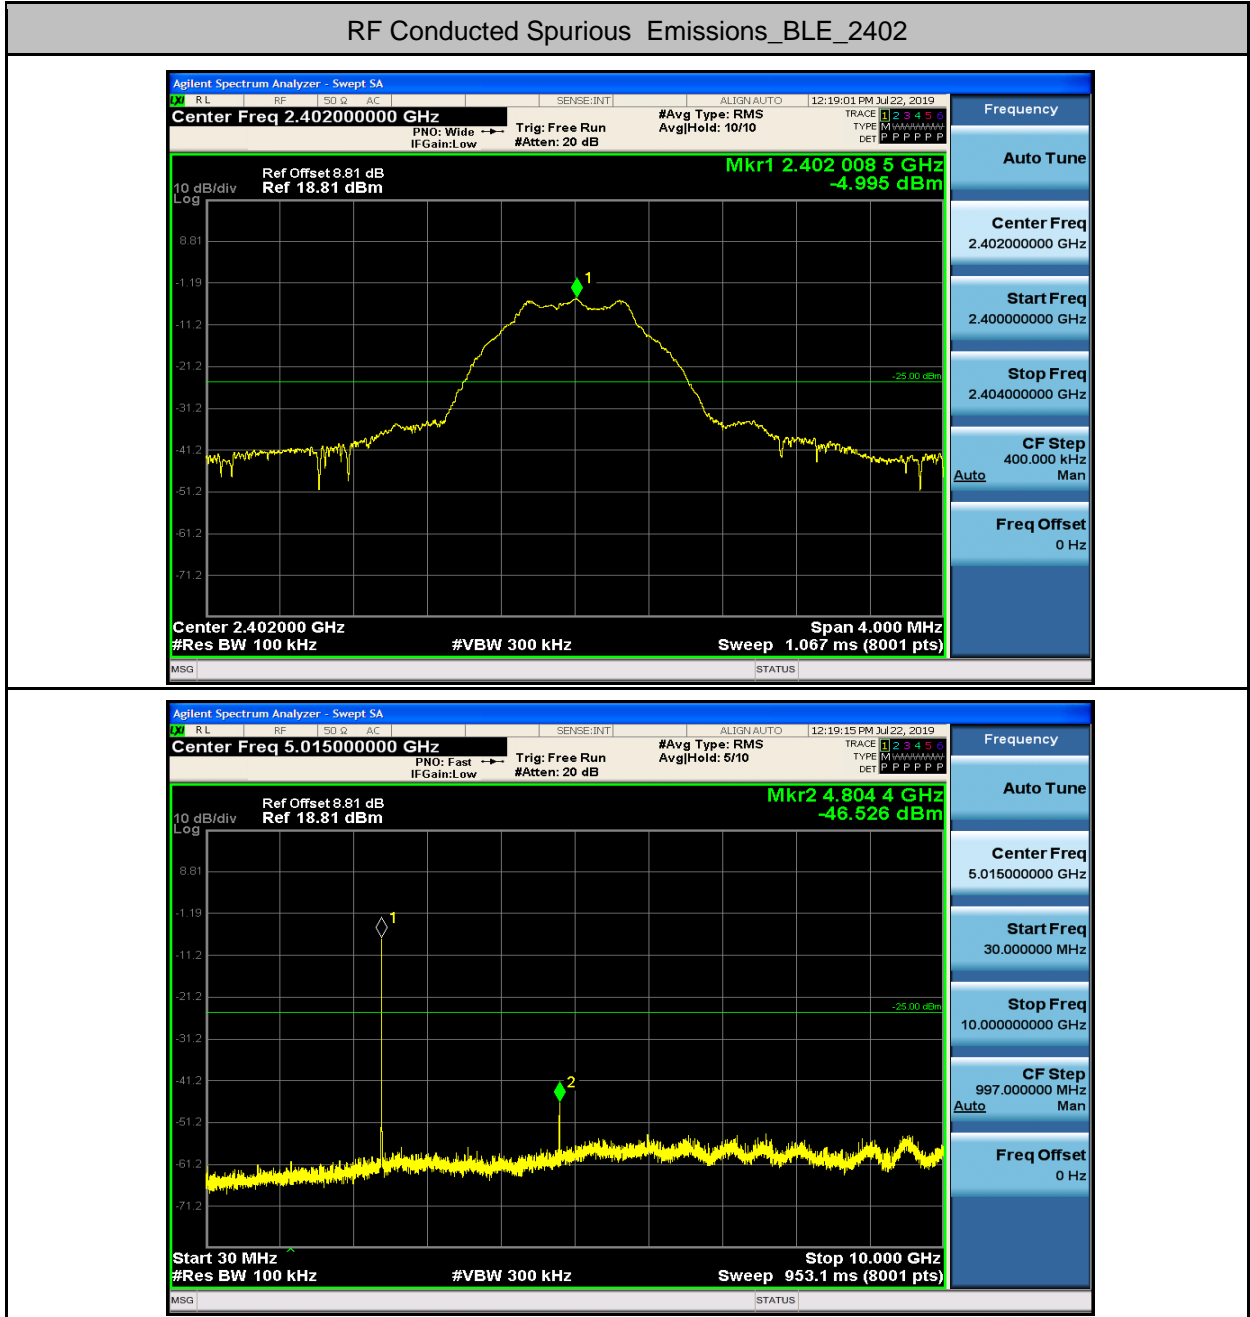 RF Conducted Spurious Emissions_BLE_2402
Agilent Spectrum Analyzer - Swept SA
LXI RL RF 50 Ω AC SENSE:INT ALIGN AUTO 12:19:01 PM Jul 22, 2019
Center Freq 2.402000000 GHz
PNO: Wide
IFGain:Low
Trig: Free Run
#Atten: 20 dB
#Avg Type: RMS
Avg|Hold: 10/10
TRACE 1 2 3 4 5 6
TYPE M W W W W W
DET P P P P P P
Mkr1 2.402 008 5 GHz
-4.995 dBm
Ref Offset 8.81 dB
10 dB/div Ref 18.81 dBm
Log
8.81
-1.19
-11.2
-21.2
-31.2
-41.2
-51.2
-61.2
-71.2
1
-25.00 dBm
Center 2.402000 GHz Span 4.000 MHz
#Res BW 100 kHz #VBW 300 kHz Sweep 1.067 ms (8001 pts)
MSG STATUS
Frequency
Auto Tune
Center Freq
2.402000000 GHz
Start Freq
2.400000000 GHz
Stop Freq
2.404000000 GHz
CF Step
400.000 kHz
Auto Man
Freq Offset
0 Hz
Agilent Spectrum Analyzer - Swept SA
LXI RL RF 50 Ω AC SENSE:INT ALIGN AUTO 12:19:15 PM Jul 22, 2019
Center Freq 5.015000000 GHz
PNO: Fast
IFGain:Low
Trig: Free Run
#Atten: 20 dB
#Avg Type: RMS
Avg|Hold: 5/10
TRACE 1 2 3 4 5 6
TYPE M W W W W W
DET P P P P P P
Mkr2 4.804 4 GHz
-46.526 dBm
Ref Offset 8.81 dB
10 dB/div Ref 18.81 dBm
Log
8.81
-1.19
-11.2
-21.2
-31.2
-41.2
-51.2
-61.2
-71.2
1
2
-25.00 dBm
Start 30 MHz Stop 10.000 GHz
#Res BW 100 kHz #VBW 300 kHz Sweep 953.1 ms (8001 pts)
MSG STATUS
Frequency
Auto Tune
Center Freq
5.015000000 GHz
Start Freq
30.000000 MHz
Stop Freq
10.000000000 GHz
CF Step
997.000000 MHz
Auto Man
Freq Offset
0 Hz